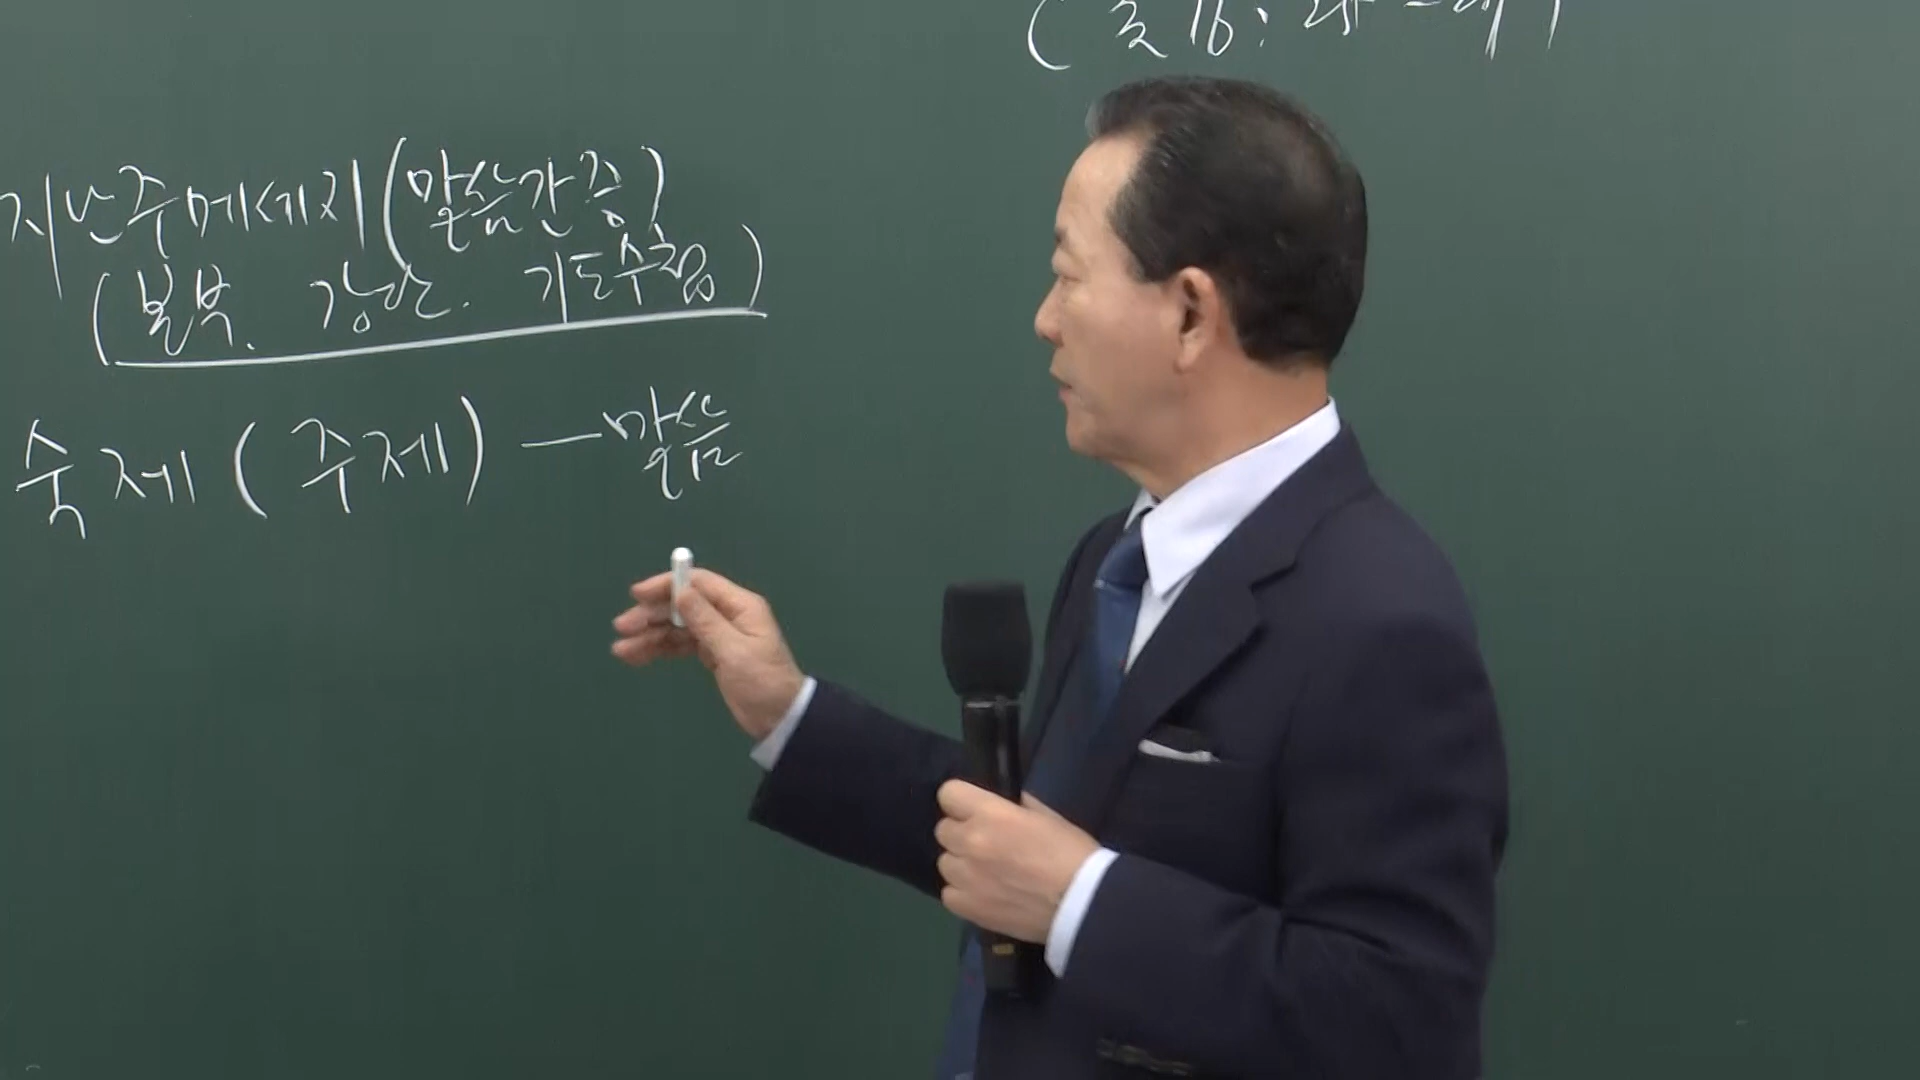 지난주메세지(말씀간증)
(본부. 강단. 기도수첩)
숙제(주제) ― 말씀